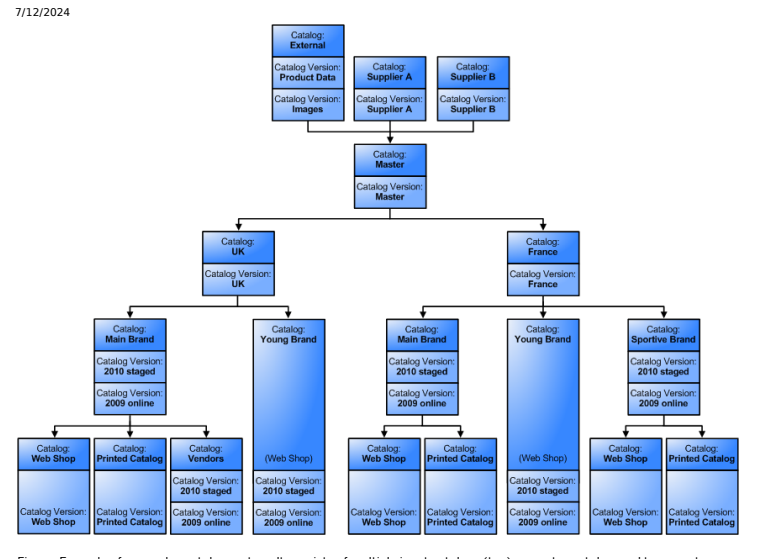 7/12/2024
Catalog:
External
Catalog Version:
Product Data
Catalog Version:
Images
Catalog:
Supplier A
Catalog Version:
Supplier A
Catalog:
Supplier B
Catalog Version:
Supplier B
Catalog:
Master
Catalog Version:
Master
Catalog:
UK
Catalog Version:
UK
Catalog:
France
Catalog Version:
France
Catalog:
Main Brand
Catalog Version:
2010 staged
Catalog Version:
2009 online
Catalog:
Young Brand
(Web Shop)
Catalog Version:
2010 staged
Catalog Version:
2009 online
Catalog:
Main Brand
Catalog Version:
2010 staged
Catalog Version:
2009 online
Catalog:
Young Brand
(Web Shop)
Catalog Version:
2010 staged
Catalog Version:
2009 online
Catalog:
Sportive Brand
Catalog Version:
2010 staged
Catalog Version:
2009 online
Catalog:
Web Shop
Catalog Version:
Web Shop
Catalog:
Printed Catalog
Catalog Version:
Printed Catalog
Catalog:
Vendors
Catalog Version:
2010 staged
Catalog Version:
2009 online
Catalog:
Web Shop
Catalog Version:
Web Shop
Catalog:
Printed Catalog
Catalog Version:
Printed Catalog
Catalog:
Web Shop
Catalog Version:
Web Shop
Catalog:
Printed Catalog
Catalog Version:
Printed Catalog